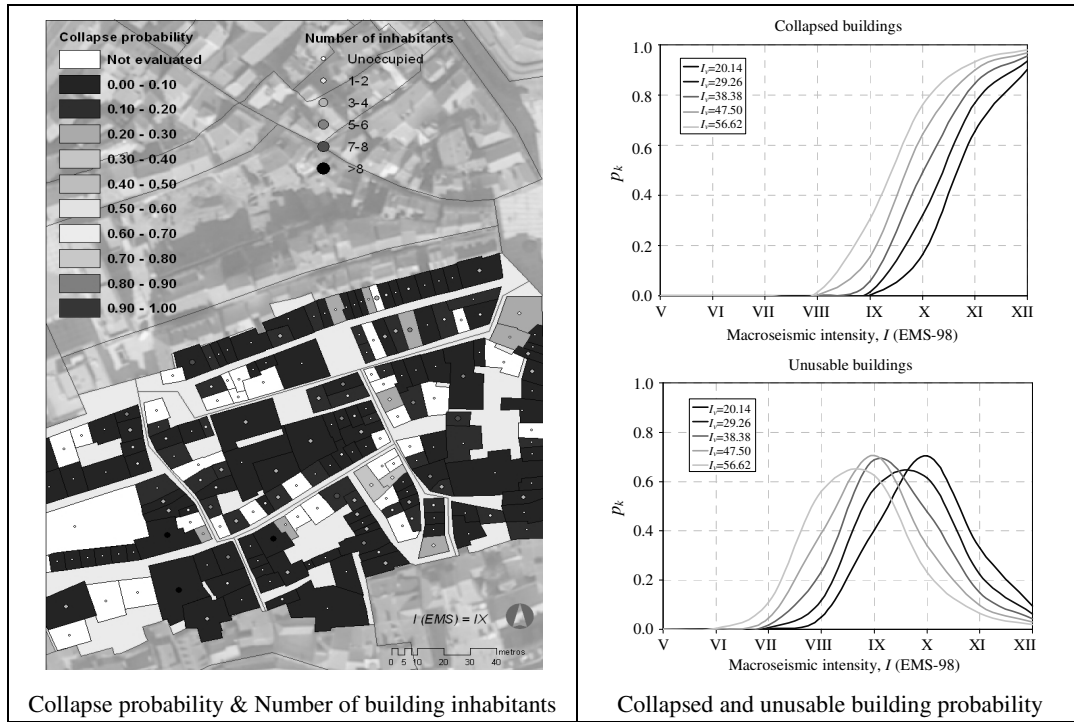 Collapse probability
Not evaluated
0.00 - 0.10
0.10 - 0.20
0.20 - 0.30
0.30 - 0.40
0.40 - 0.50
0.50 - 0.60
0.60 - 0.70
0.70 - 0.80
0.80 - 0.90
0.90 - 1.00
Number of inhabitants
Unoccupied
1-2
3-4
5-6
7-8
>8
I (EMS) = IX
metros
0 5 10 20 30 40
Collapse probability & Number of building inhabitants
Collapsed buildings
1.0
0.8
0.6
0.4
0.2
0.0
pk
Iv=20.14
Iv=29.26
Iv=38.38
Iv=47.50
Iv=56.62
V VI VII VIII IX X XI XII
Macroseismic intensity, I (EMS-98)
Unusable buildings
1.0
0.8
0.6
0.4
0.2
0.0
pk
Iv=20.14
Iv=29.26
Iv=38.38
Iv=47.50
Iv=56.62
V VI VII VIII IX X XI XII
Macroseismic intensity, I (EMS-98)
Collapsed and unusable building probability